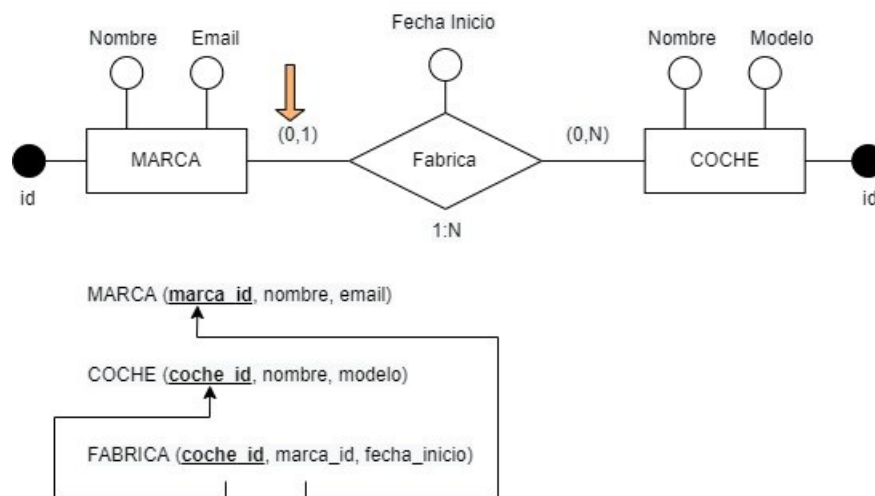 Fecha Inicio
Nombre Email Nombre Modelo
(0,1) (0,N)
MARCA Fabrica COCHE
id id
1:N
MARCA (marca_id, nombre, email)
COCHE (coche_id, nombre, modelo)
FABRICA (coche_id, marca_id, fecha_inicio)